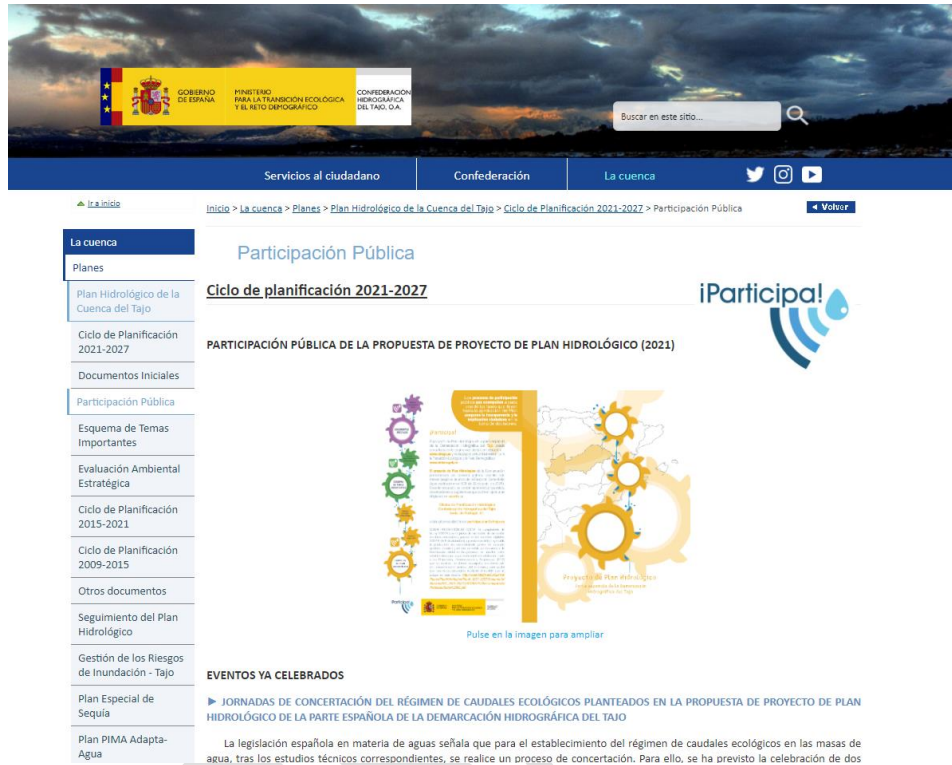 GOBIERNO
DE ESPAÑA
MINISTERIO
PARA LA TRANSICIÓN ECOLÓGICA
Y EL RETO DEMOGRÁFICO
CONFEDERACIÓN
HIDROGRÁFICA
DEL TAJO, O.A.
Buscar en este sitio...
Servicios al ciudadano
Confederación
La cuenca
Ir a inicio
Inicio > La cuenca > Planes > Plan Hidrológico de la Cuenca del Tajo > Ciclo de Planificación 2021-2027 > Participación Pública
Volver
La cuenca
Planes
Plan Hidrológico de la
Cuenca del Tajo
Ciclo de Planificación
2021-2027
Documentos Iniciales
Participación Pública
Esquema de Temas
Importantes
Evaluación Ambiental
Estratégica
Ciclo de Planificación
2015-2021
Ciclo de Planificación
2009-2015
Otros documentos
Seguimiento del Plan
Hidrológico
Gestión de los Riesgos
de Inundación - Tajo
Plan Especial de
Sequía
Plan PIMA Adapta-
Agua
Participación Pública
Ciclo de planificación 2021-2027
¡Participa!
PARTICIPACIÓN PÚBLICA DE LA PROPUESTA DE PROYECTO DE PLAN HIDROLÓGICO (2021)
Proyecto de Plan Hidrológico
Pulse en la imagen para ampliar
EVENTOS YA CELEBRADOS
► JORNADAS DE CONCERTACIÓN DEL RÉGIMEN DE CAUDALES ECOLÓGICOS PLANTEADOS EN LA PROPUESTA DE PROYECTO DE PLAN
HIDROLÓGICO DE LA PARTE ESPAÑOLA DE LA DEMARCACIÓN HIDROGRÁFICA DEL TAJO
La legislación española en materia de aguas señala que para el establecimiento del régimen de caudales ecológicos en las masas de
agua, tras los estudios técnicos correspondientes, se realice un proceso de concertación. Para ello, se ha previsto la celebración de dos